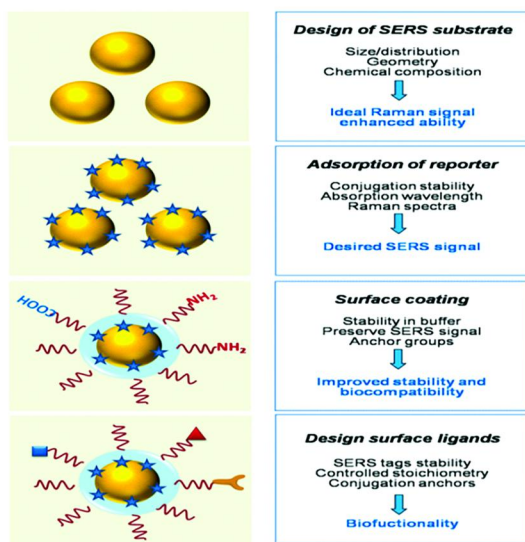 Design of SERS substrate
Size/distribution
Geometry
Chemical composition
Ideal Raman signal
enhanced ability
Adsorption of reporter
Conjugation stability
Absorption wavelength
Raman spectra
Desired SERS signal
HOOC
NH2
NH2
Surface coating
Stability in buffer
Preserve SERS signal
Anchor groups
Improved stability and
biocompatibility
Design surface ligands
SERS tags stability
Controlled stoichiometry
Conjugation anchors
Biofuctionality